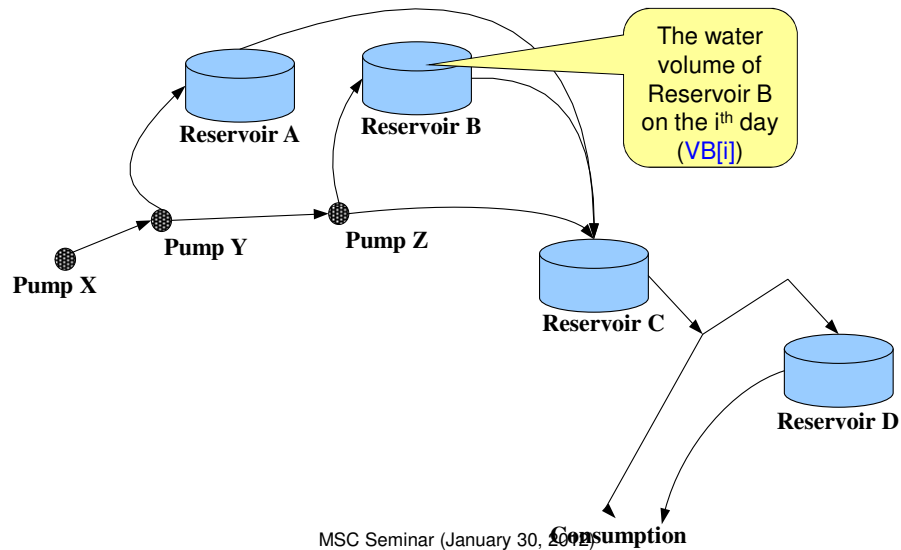 The water
volume of
Reservoir B
on the iᵗʰ day
(VB[i])
Reservoir A
Reservoir B
Pump Y
Pump Z
Pump X
Reservoir C
Reservoir D
Consumption
MSC Seminar (January 30, 2012)